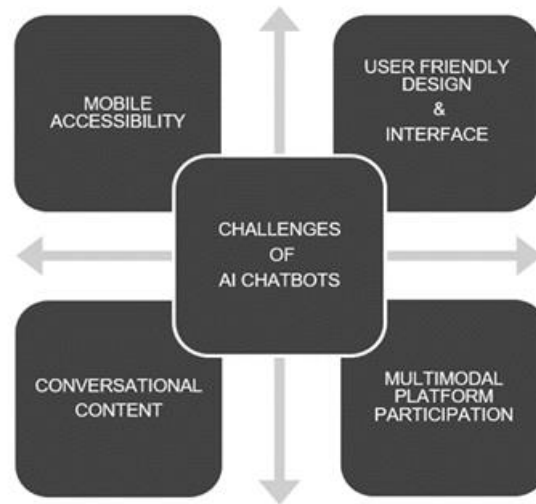 MOBILE
ACCESSIBILITY
USER FRIENDLY
DESIGN
&
INTERFACE
CHALLENGES
OF
AI CHATBOTS
CONVERSATIONAL
CONTENT
MULTIMODAL
PLATFORM
PARTICIPATION